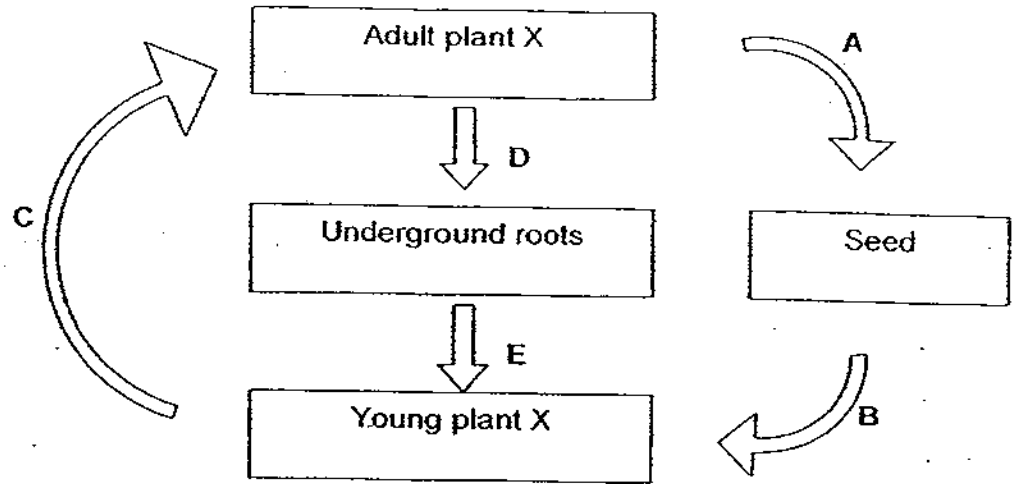 Adult plant X
A
D
C
Underground roots
Seed
E
Young plant X
B